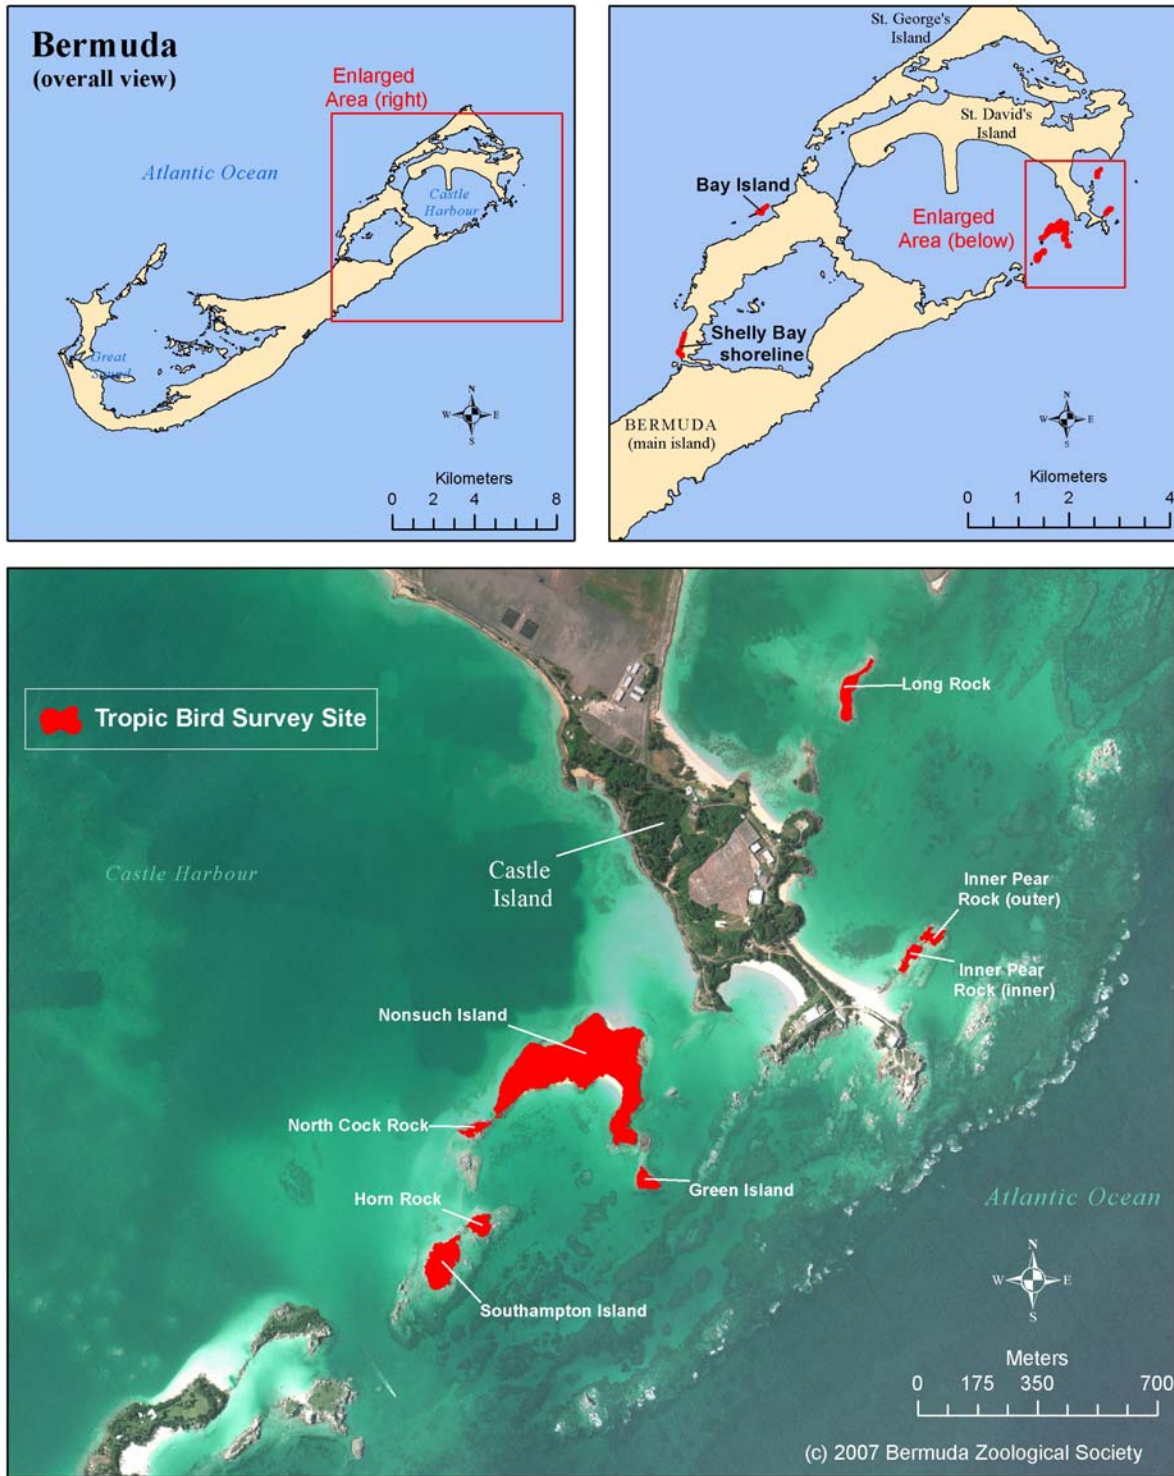 Bermuda
(overall view)
Enlarged
Area (right)
Atlantic Ocean
Castle
Harbour
Great
Sound
N
W
E
S
Kilometers
0 2 4 8
St. George's
Island
St. David's
Island
Bay Island
Enlarged
Area (below)
Shelly Bay
shoreline
BERMUDA
(main island)
N
W
E
S
Kilometers
0 1 2 4
Tropic Bird Survey Site
Long Rock
Castle Harbour
Castle
Island
Inner Pear
Rock (outer)
Inner Pear
Rock (inner)
Nonsuch Island
North Cock Rock
Green Island
Horn Rock
Southampton Island
Atlantic Ocean
N
W
E
S
Meters
0 175 350 700
(c) 2007 Bermuda Zoological Society